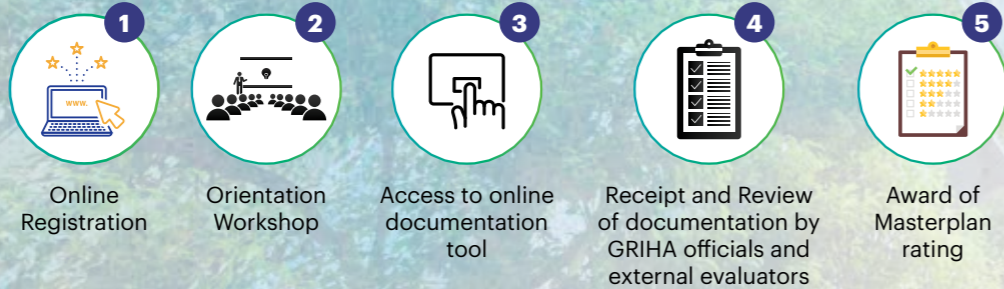 1
Online
Registration
2
Orientation
Workshop
3
Access to online
documentation
tool
4
Receipt and Review
of documentation by
GRIHA officials and
external evaluators
5
Award of
Masterplan
rating
www.